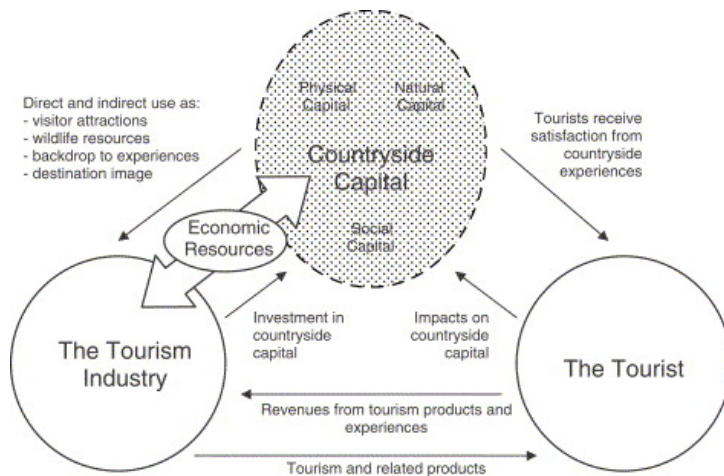 Physical
Capital
Natural
Capital
Direct and indirect use as:
- visitor attractions
- wildlife resources
- backdrop to experiences
- destination image
Tourists receive
satisfaction from
countryside
experiences
Countryside
Capital
Economic
Resources
Social
Capital
The Tourism
Industry
Investment in
countryside
capital
Impacts on
countryside
capital
The Tourist
Revenues from tourism products and
experiences
Tourism and related products